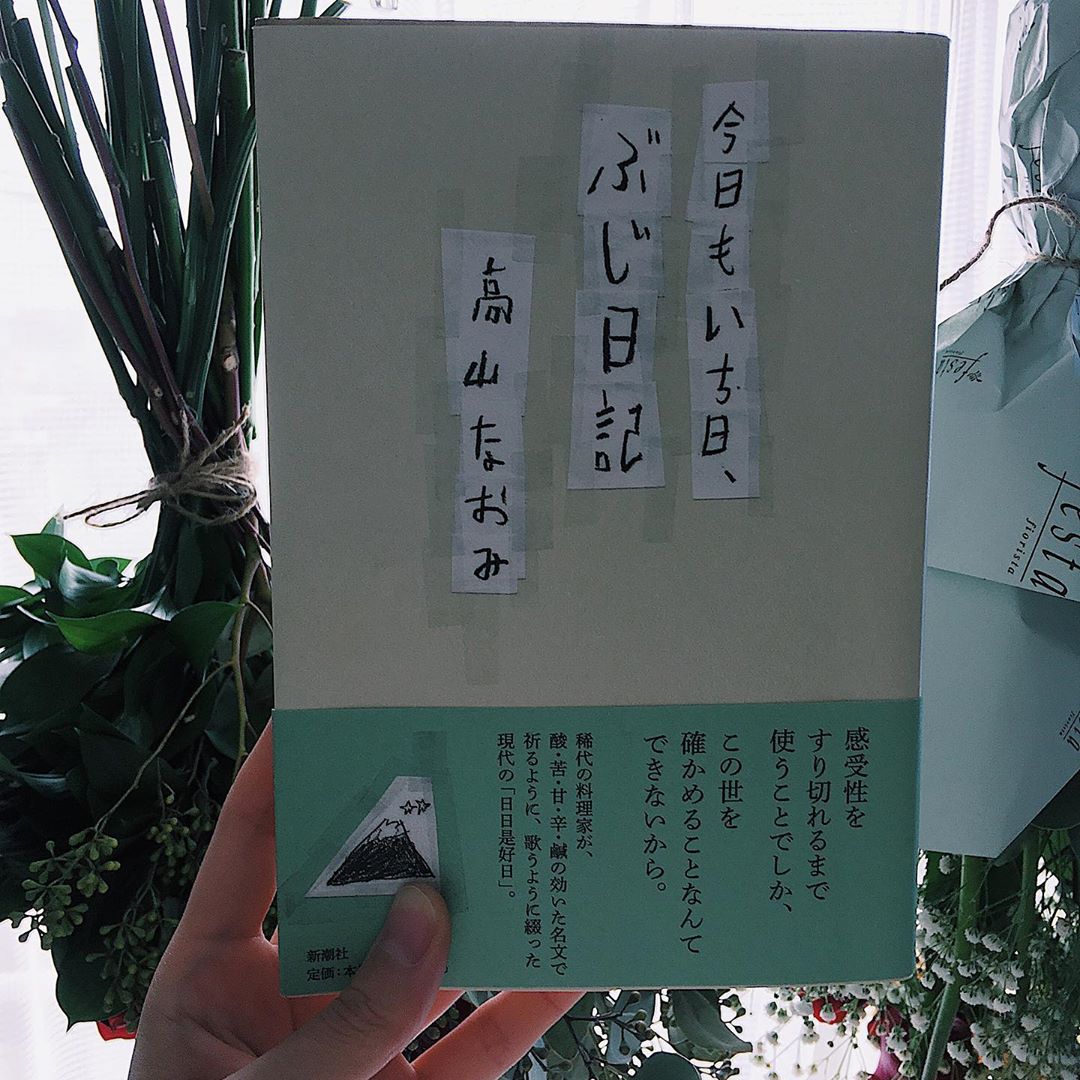 今日もいち日、
ぶじ日記
高山なおみ
感受性を
すり切れるまで
使うことでしか、
この世を
確かめることなんて
できないから。
稀代の料理家が、
酸・苦・甘・辛・鹹の効いた名文で
祈るように、歌うように綴った
現代の「日日是好日」。
新潮社
定価：本
festa
fiorista
festa